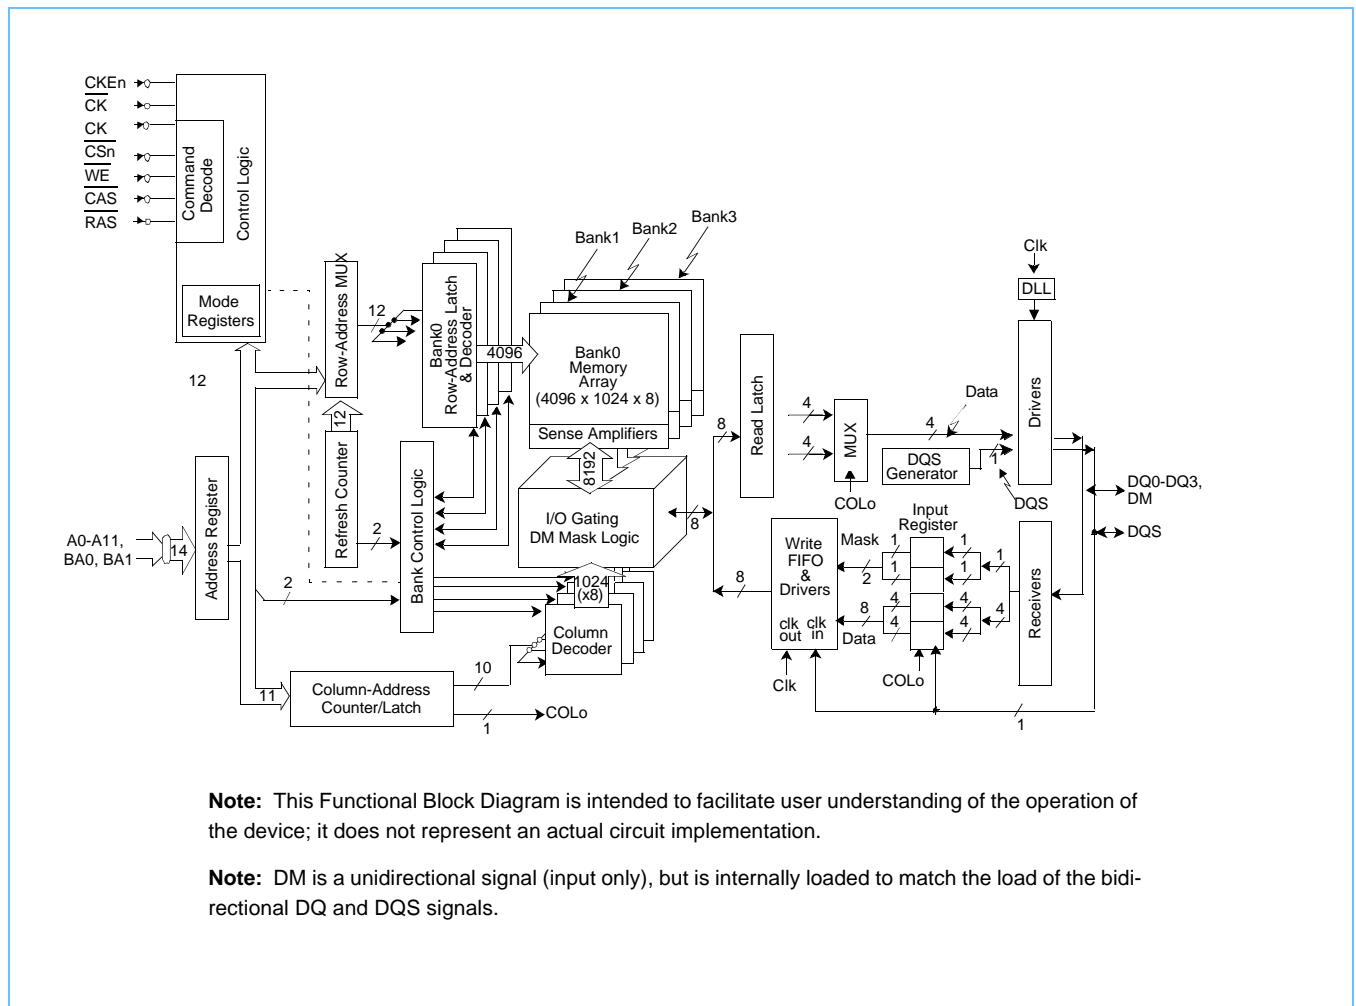 CKEn
CK
CK
CSn
WE
CAS
RAS
Command
Decode
Control Logic
Mode
Registers
12
Row-Address MUX
12
Refresh Counter
12
Bank0
Row-Address Latch
& Decoder
4096
Bank1
Bank2
Bank3
Bank0
Memory
Array
(4096 x 1024 x 8)
Sense Amplifiers
8192
I/O Gating
DM Mask Logic
8
A0-A11,
BA0, BA1
14
Address Register
2
2
Bank Control Logic
1024
(x8)
Column
Decoder
11
Column-Address
Counter/Latch
10
1
COLo
8
Read Latch
4
4
MUX
COLo
4
Data
DQS
Generator
1
DQS
Clk
DLL
Drivers
DQ0-DQ3,
DM
DQS
Input
Register
Mask
1
1
1
1
1
2
8
4
4
4
4
4
Data
8
Write
FIFO
&
Drivers
clk
out
clk
in
Clk
COLo
Receivers
1
Note: This Functional Block Diagram is intended to facilitate user understanding of the operation of
the device; it does not represent an actual circuit implementation.
Note: DM is a unidirectional signal (input only), but is internally loaded to match the load of the bidi-
rectional DQ and DQS signals.